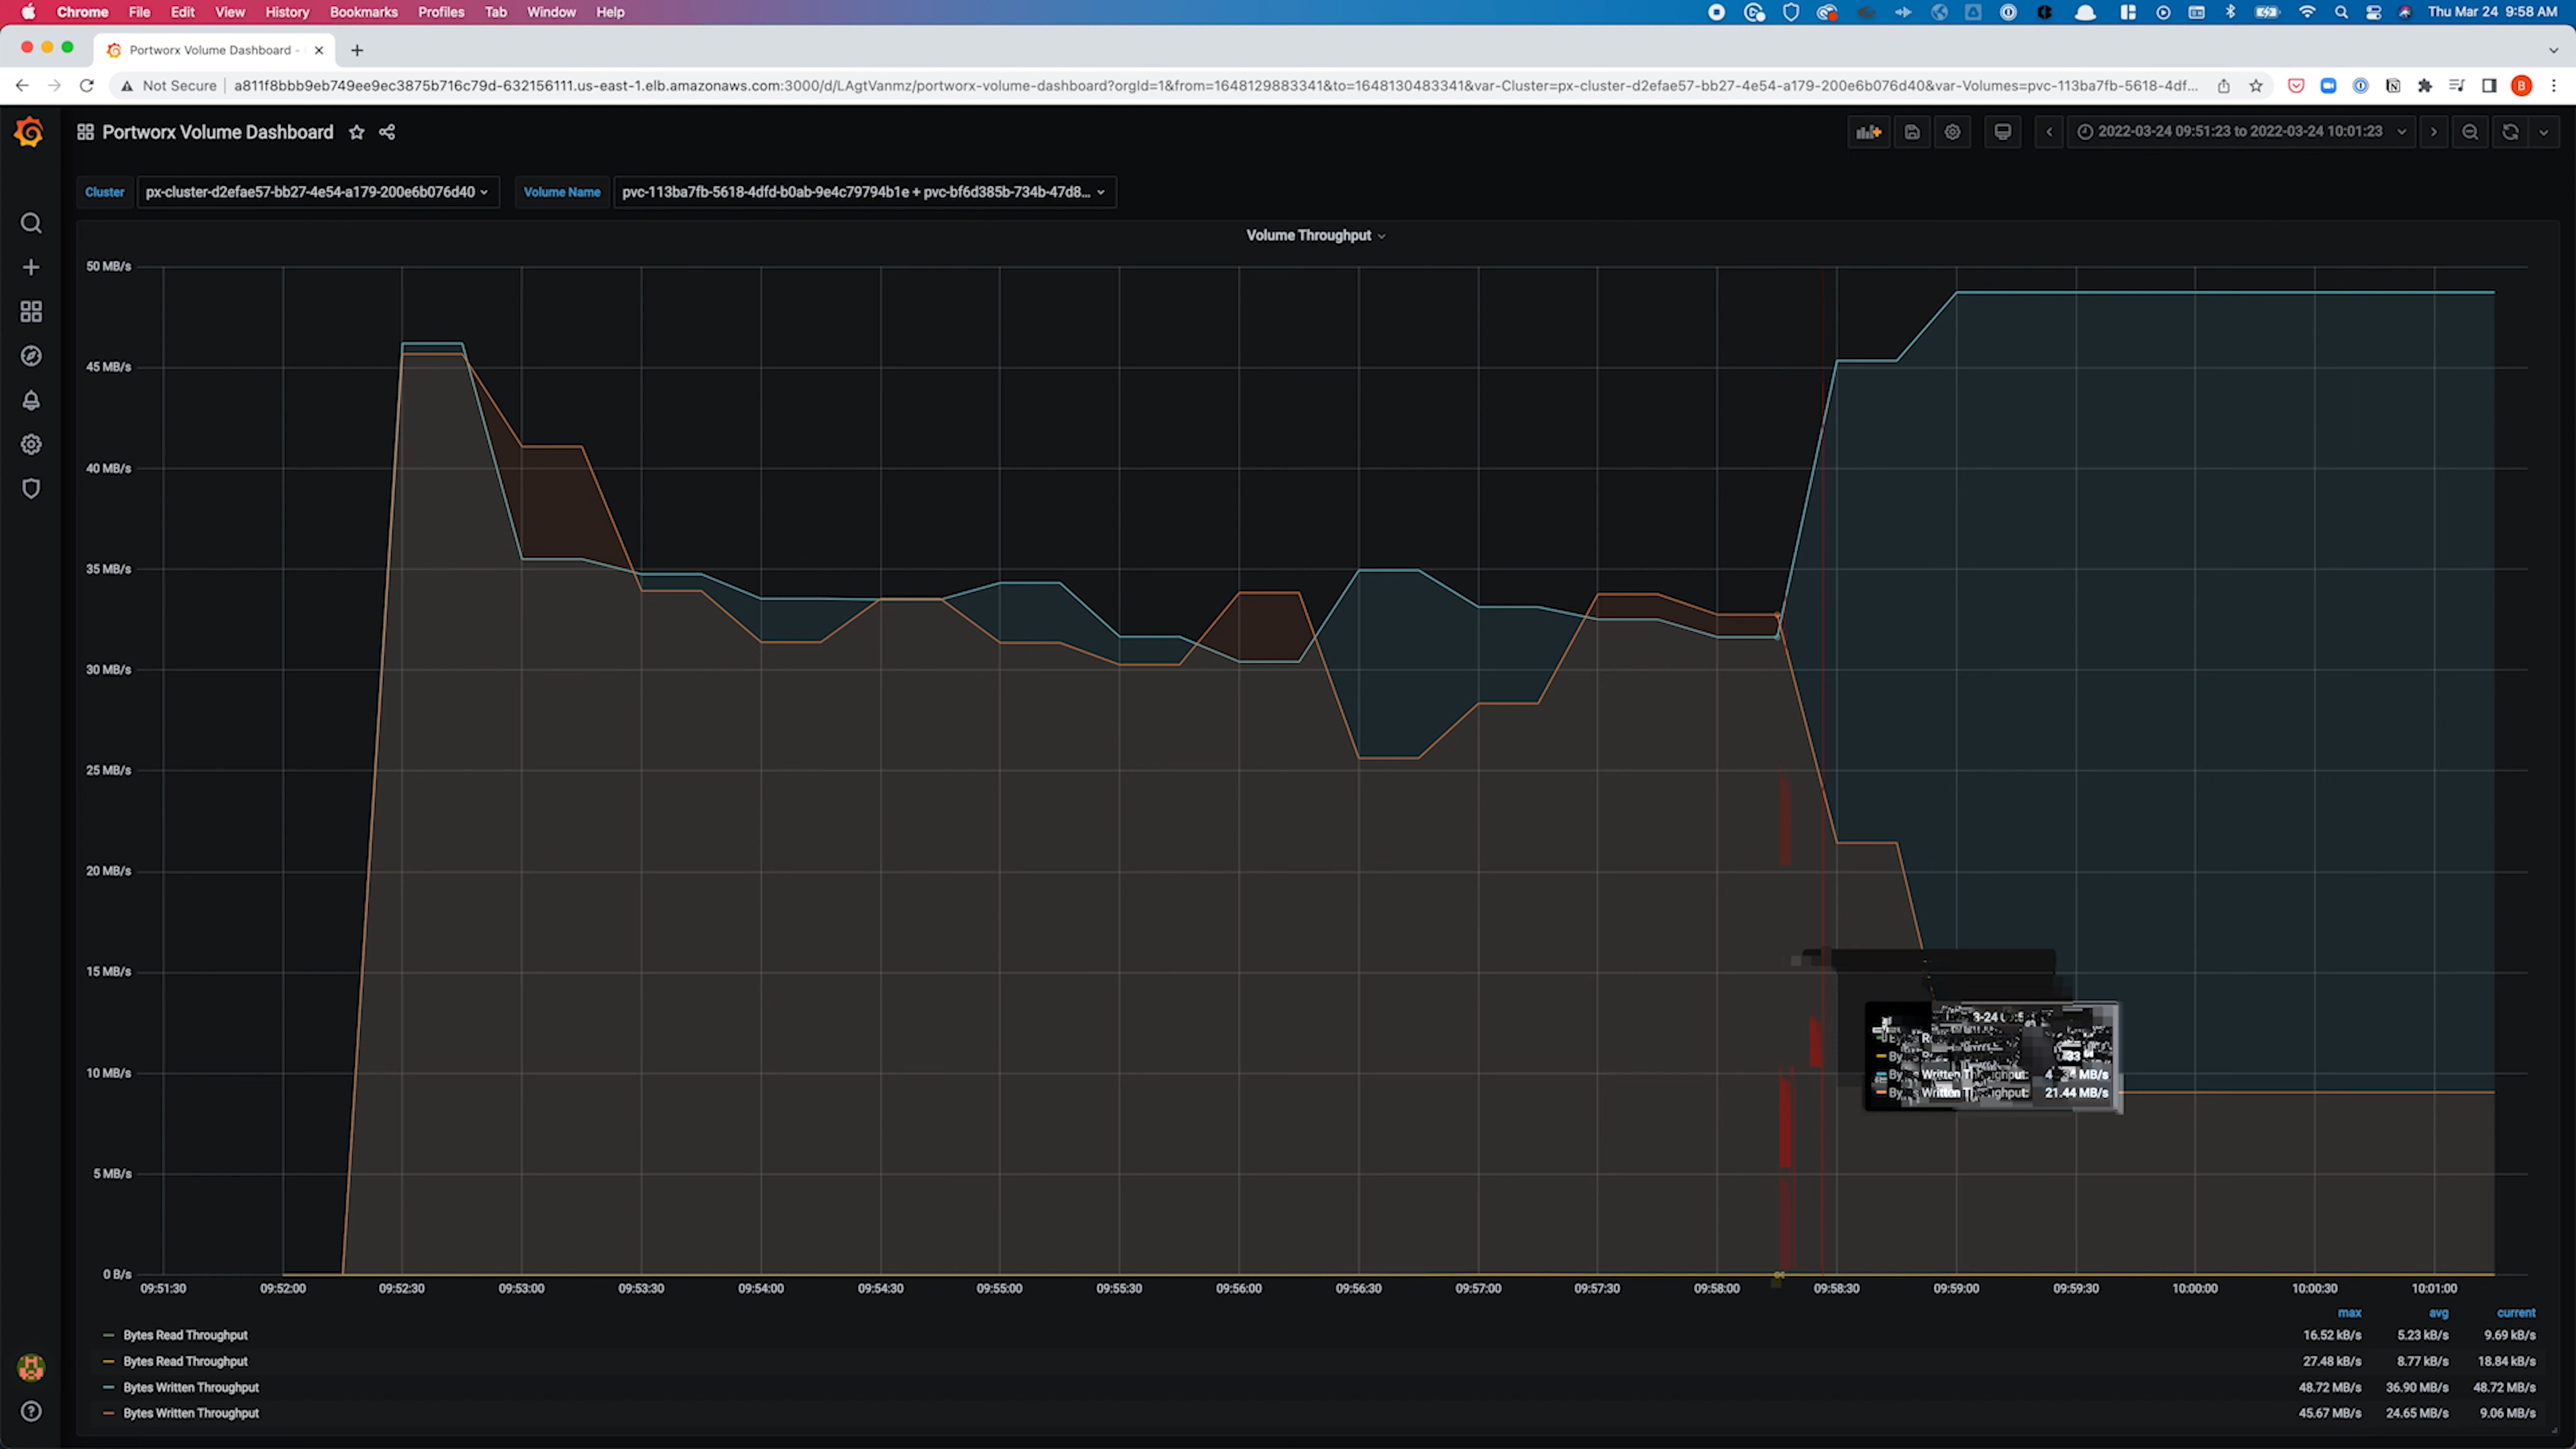 Chrome File Edit View History Bookmarks Profiles Tab Window Help Thu Mar 24 9:58 AM
Portworx Volume Dashboard -
Not Secure a811f8bbb9eb749ee9ec3875b716c79d-632156111.us-east-1.elb.amazonaws.com:3000/d/LAgtVanmz/portworx-volume-dashboard?orgId=1&from=1648129883341&to=1648130483341&var-Cluster=px-cluster-d2efae57-bb27-4e54-a179-200e6b076d40&var-Volumes=pvc-113ba7fb-5618-4df... B
Portworx Volume Dashboard 2022-03-24 09:51:23 to 2022-03-24 10:01:23
Cluster px-cluster-d2efae57-bb27-4e54-a179-200e6b076d40 Volume Name pvc-113ba7fb-5618-4dfd-b0ab-9e4c79794b1e + pvc-bf6d385b-734b-47d8...
Volume Throughput
50 MB/s
45 MB/s
40 MB/s
35 MB/s
30 MB/s
25 MB/s
20 MB/s
15 MB/s
10 MB/s
5 MB/s
0 B/s
Written MB/s
Written 21.44 MB/s
09:51:30 09:52:00 09:52:30 09:53:00 09:53:30 09:54:00 09:54:30 09:55:00 09:55:30 09:56:00 09:56:30 09:57:00 09:57:30 09:58:00 09:58:30 09:59:00 09:59:30 10:00:00 10:00:30 10:01:00
max avg current
Bytes Read Throughput 16.52 kB/s 5.23 kB/s 9.69 kB/s
Bytes Read Throughput 27.48 kB/s 8.77 kB/s 18.84 kB/s
Bytes Written Throughput 48.72 MB/s 36.90 MB/s 48.72 MB/s
Bytes Written Throughput 45.67 MB/s 24.65 MB/s 9.06 MB/s